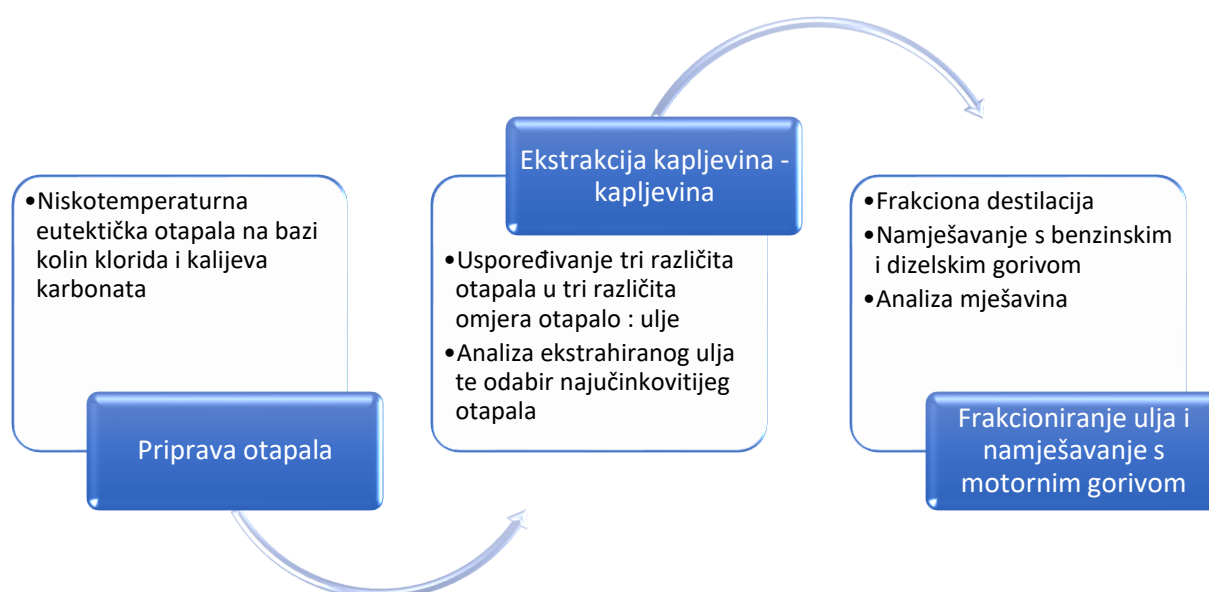 •Niskotemperaturna
eutektička otapala na bazi
kolin klorida i kalijeva
karbonata
Priprava otapala
Ekstrakcija kapljevina -
kapljevina
•Uspoređivanje tri različita
otapala u tri različita
omjera otapalo : ulje
•Analiza ekstrahiranog ulja
te odabir najučinkovitijeg
otapala
•Frakciona destilacija
•Namješavanje s benzinskim
i dizelskim gorivom
•Analiza mješavina
Frakcioniranje ulja i
namješavanje s
motornim gorivom